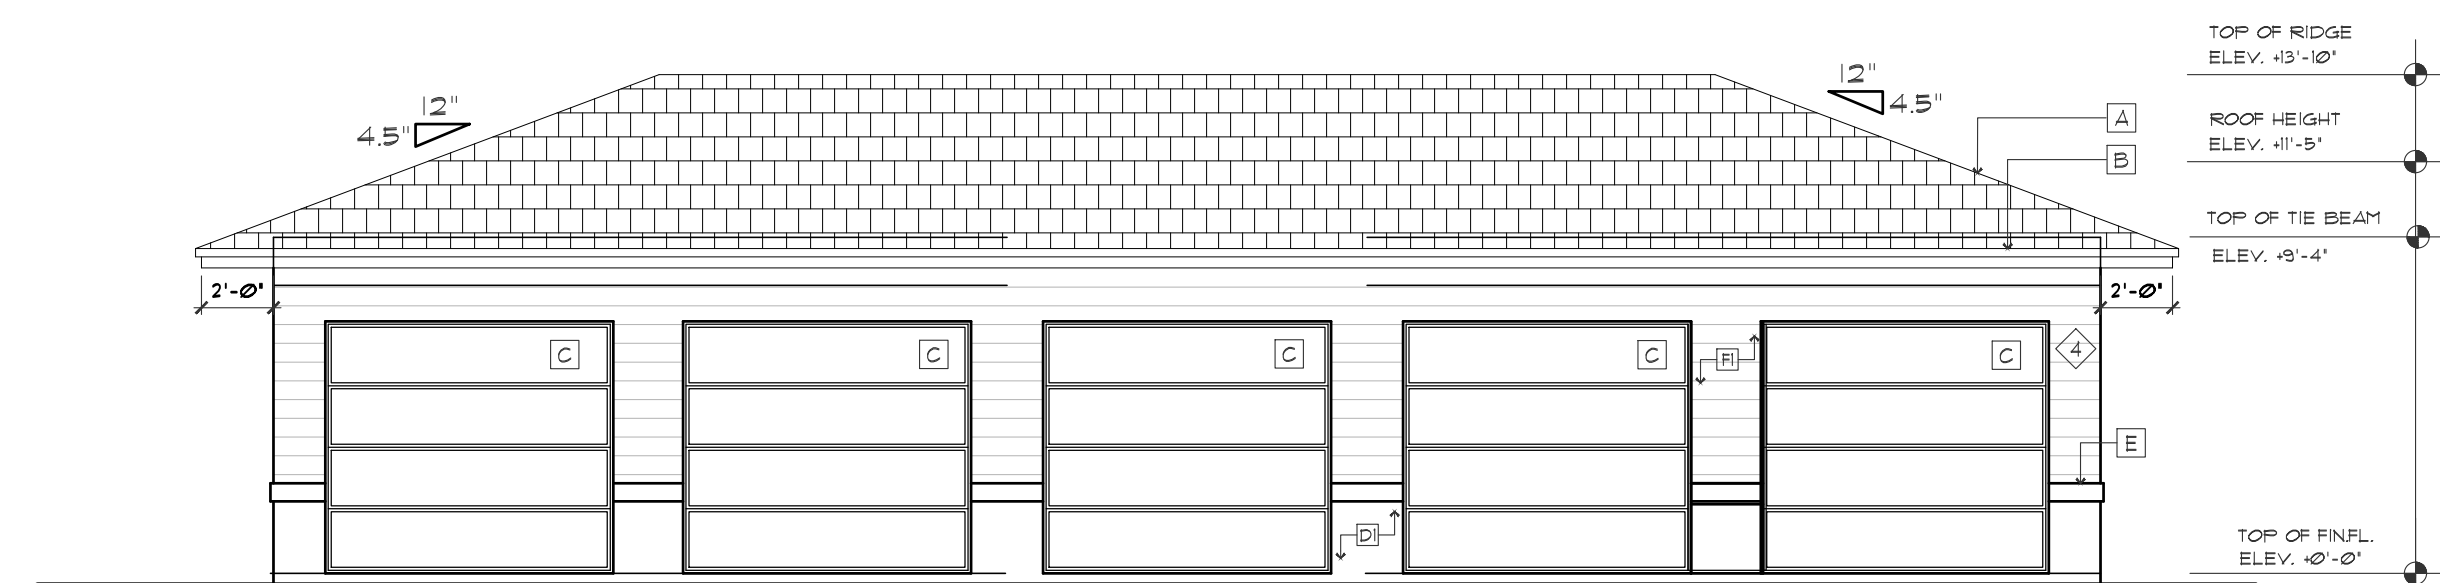 TOP OF RIDGE
ELEV. +13'-10"
12"
4.5"
12"
4.5"
A
ROOF HEIGHT
ELEV. +11'-5"
B
TOP OF TIE BEAM
ELEV. +9'-4"
2'-0"
2'-0"
C
C
C
C
F1
C
4
E
D1
TOP OF FIN.FL.
ELEV. +0'-0"